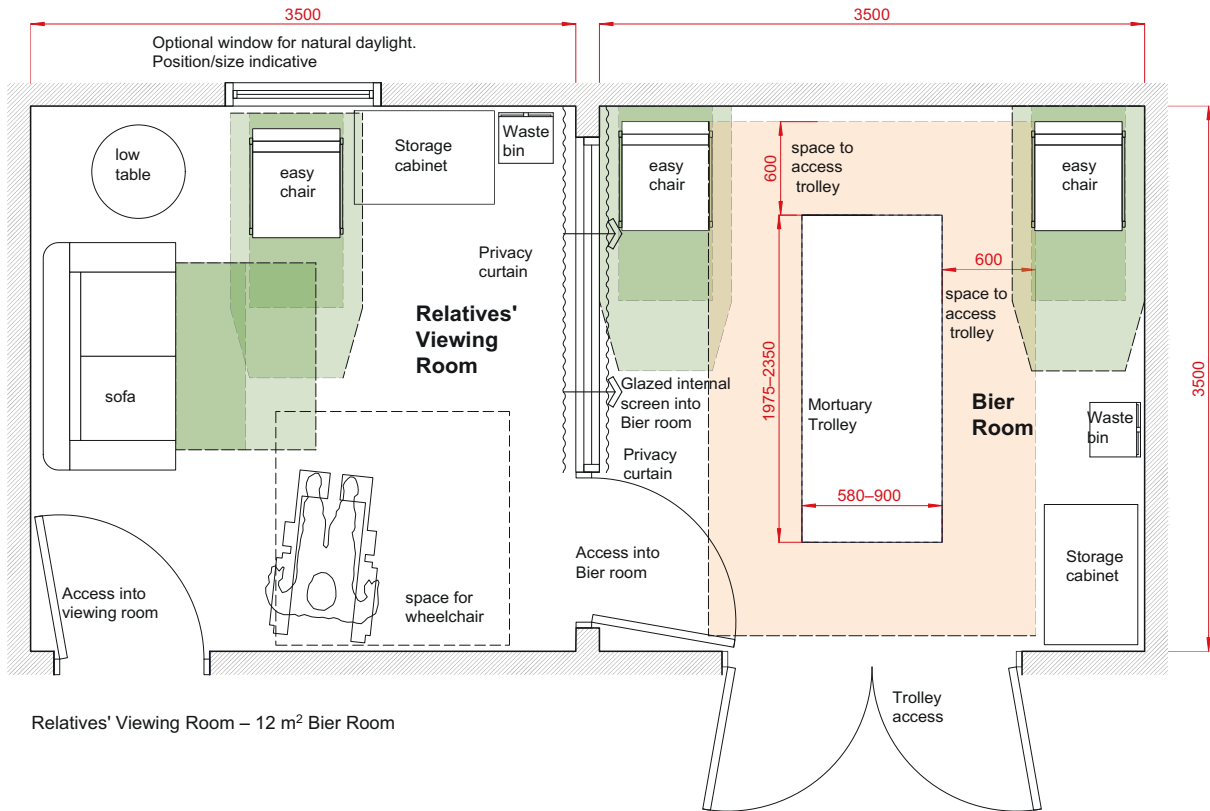 3500
3500
Optional window for natural daylight.
Position/size indicative
low
table
easy
chair
Storage
cabinet
Waste
bin
Privacy
curtain
Relatives'
Viewing
Room
sofa
Access into
viewing room
space for
wheelchair
easy
chair
600
space to
access
trolley
easy
chair
600
space to
access
trolley
3500
1975–2350
Glazed internal
screen into
Bier room
Privacy
curtain
Mortuary
Trolley
Bier
Room
Waste
bin
580–900
Access into
Bier room
Storage
cabinet
Trolley
access
Relatives' Viewing Room – 12 m² Bier Room